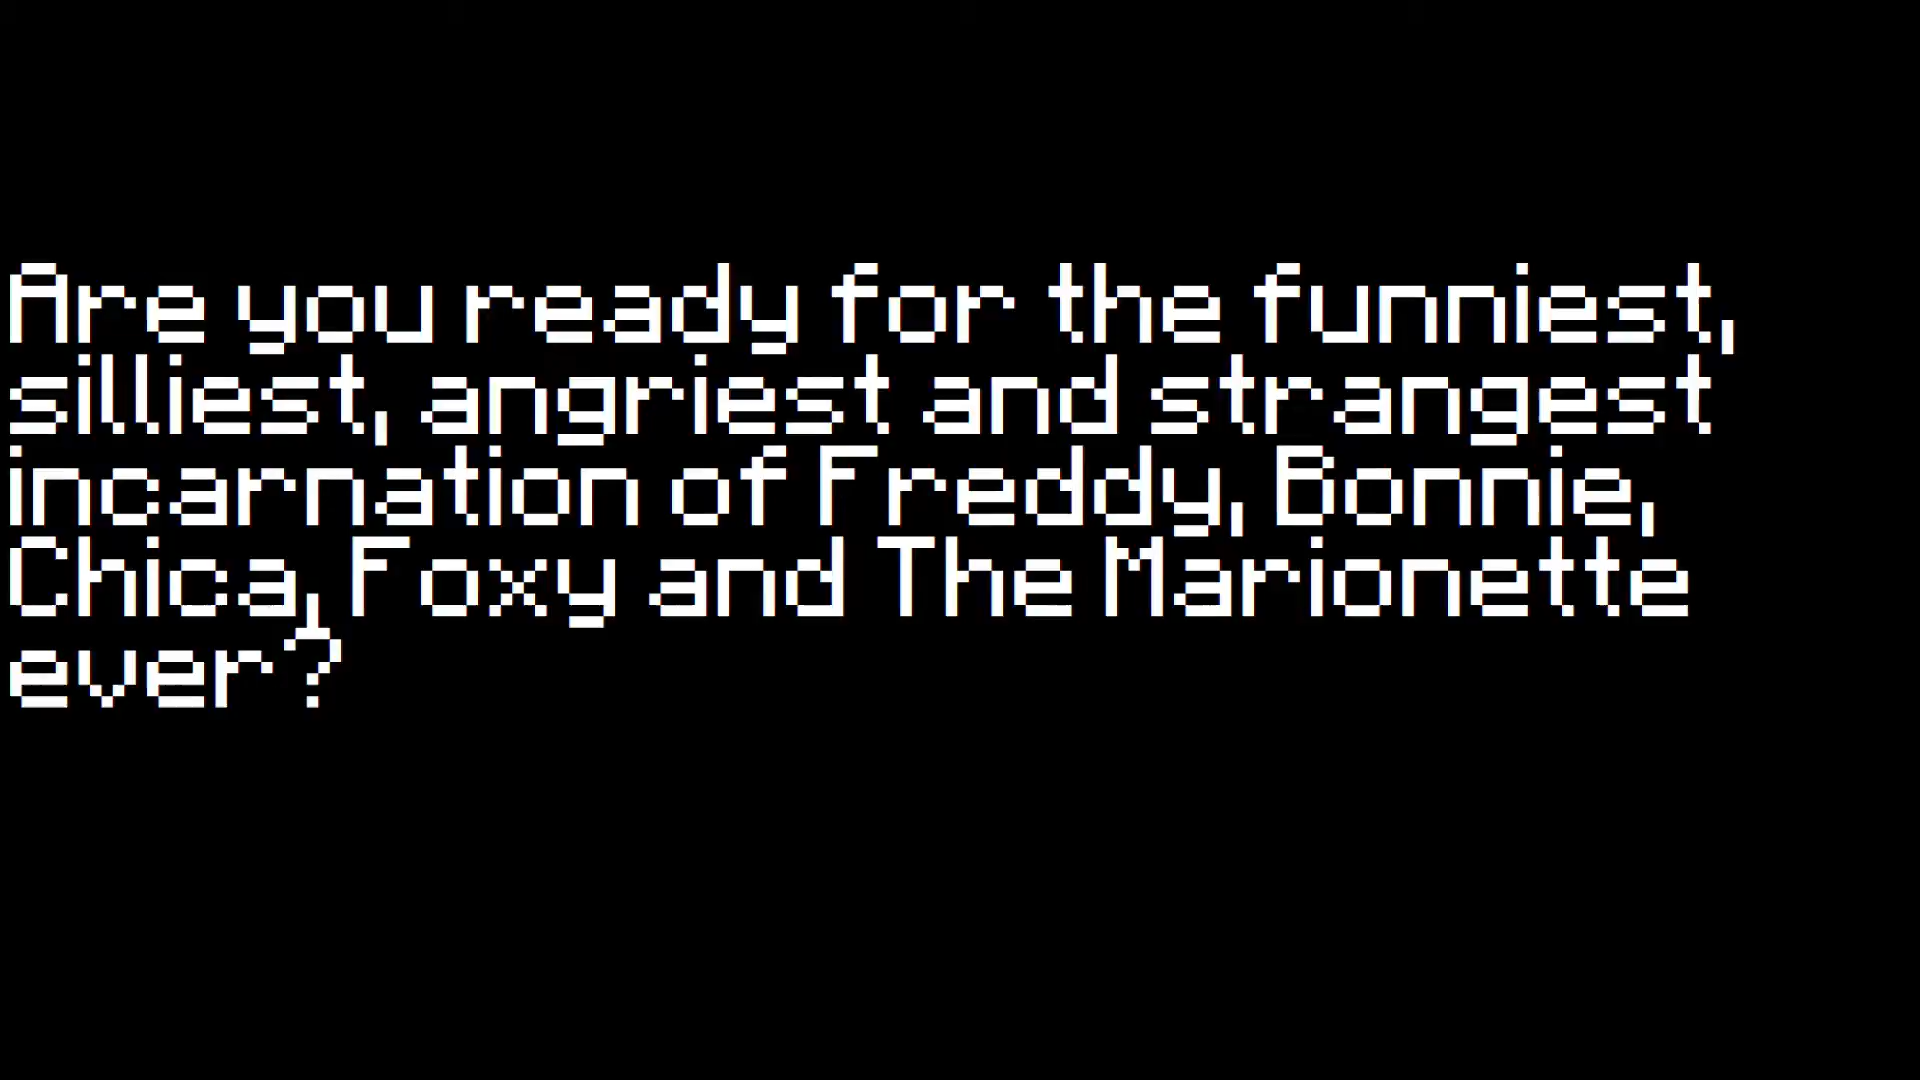 Are you ready for the funniest,
silliest, angriest and strangest
incarnation of Freddy, Bonnie,
Chica, Foxy and The Marionette
ever?